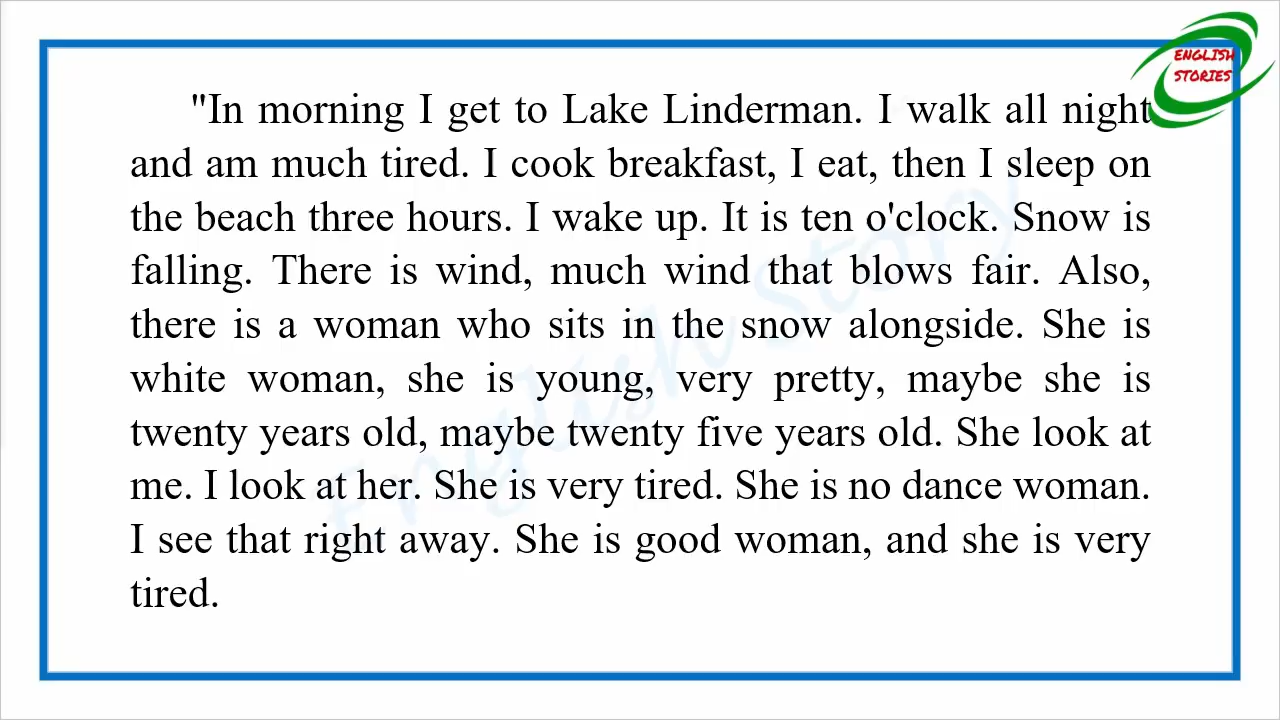 ENGLISH
STORIES
"In morning I get to Lake Linderman. I walk all night
and am much tired. I cook breakfast, I eat, then I sleep on
the beach three hours. I wake up. It is ten o'clock. Snow is
falling. There is wind, much wind that blows fair. Also,
there is a woman who sits in the snow alongside. She is
white woman, she is young, very pretty, maybe she is
twenty years old, maybe twenty five years old. She look at
me. I look at her. She is very tired. She is no dance woman.
I see that right away. She is good woman, and she is very
tired.
English Story